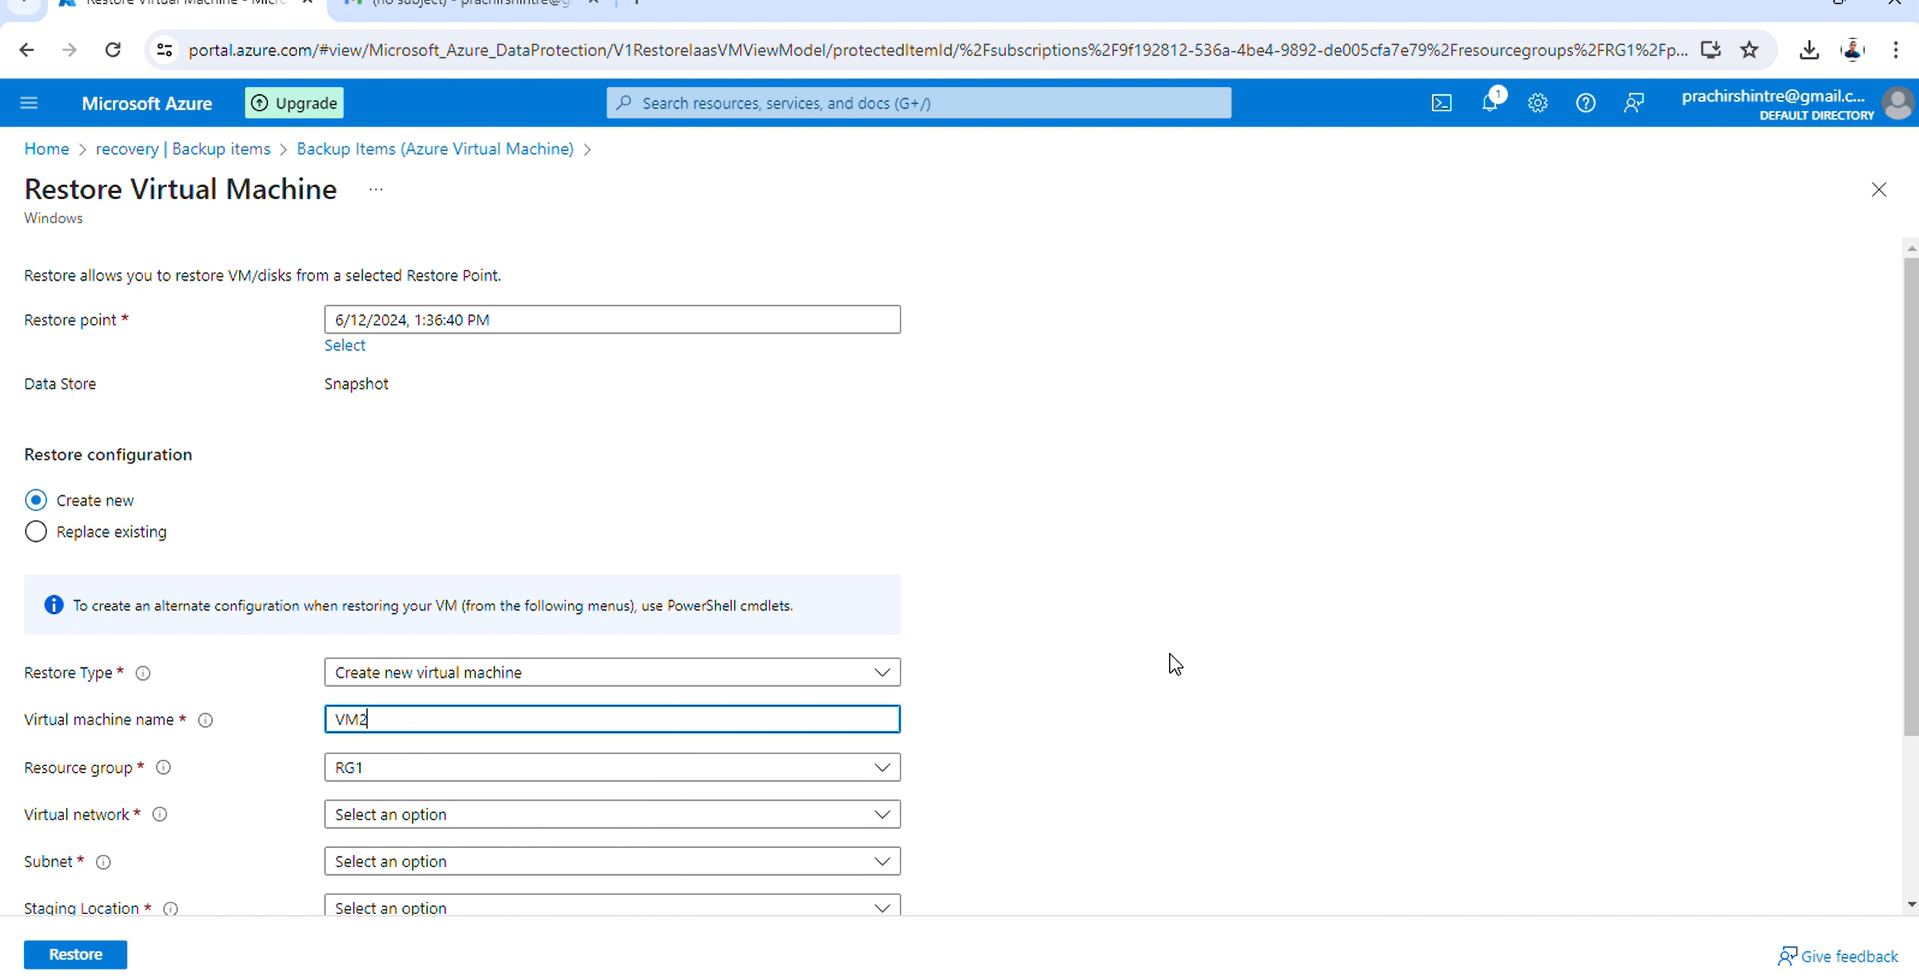 Restore Virtual Machine - Micr
(no subject) - prachirshintre@g
portal.azure.com/#view/Microsoft_Azure_DataProtection/V1RestoreIaasVMViewModel/protectedItemId/%2Fsubscriptions%2F9f192812-536a-4be4-9892-de005cfa7e79%2Fresourcegroups%2FRG1%2Fp...
Microsoft Azure
Upgrade
Search resources, services, and docs (G+/)
1
prachirshintre@gmail.c...
DEFAULT DIRECTORY
Home > recovery | Backup items > Backup Items (Azure Virtual Machine) >
Restore Virtual Machine ...
Windows
Restore allows you to restore VM/disks from a selected Restore Point.
Restore point * 6/12/2024, 1:36:40 PM
Select
Data Store Snapshot
Restore configuration
Create new
Replace existing
To create an alternate configuration when restoring your VM (from the following menus), use PowerShell cmdlets.
Restore Type * Create new virtual machine
Virtual machine name * VM2
Resource group * RG1
Virtual network * Select an option
Subnet * Select an option
Staging Location * Select an option
Restore
Give feedback